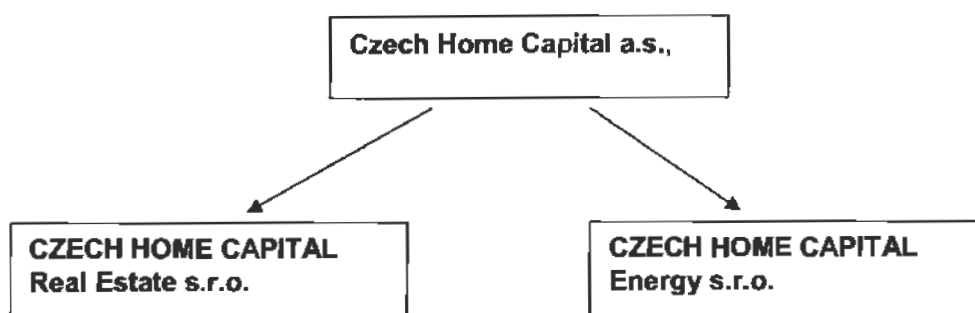 Czech Home Capital a.s.,
CZECH HOME CAPITAL
Real Estate s.r.o.
CZECH HOME CAPITAL
Energy s.r.o.